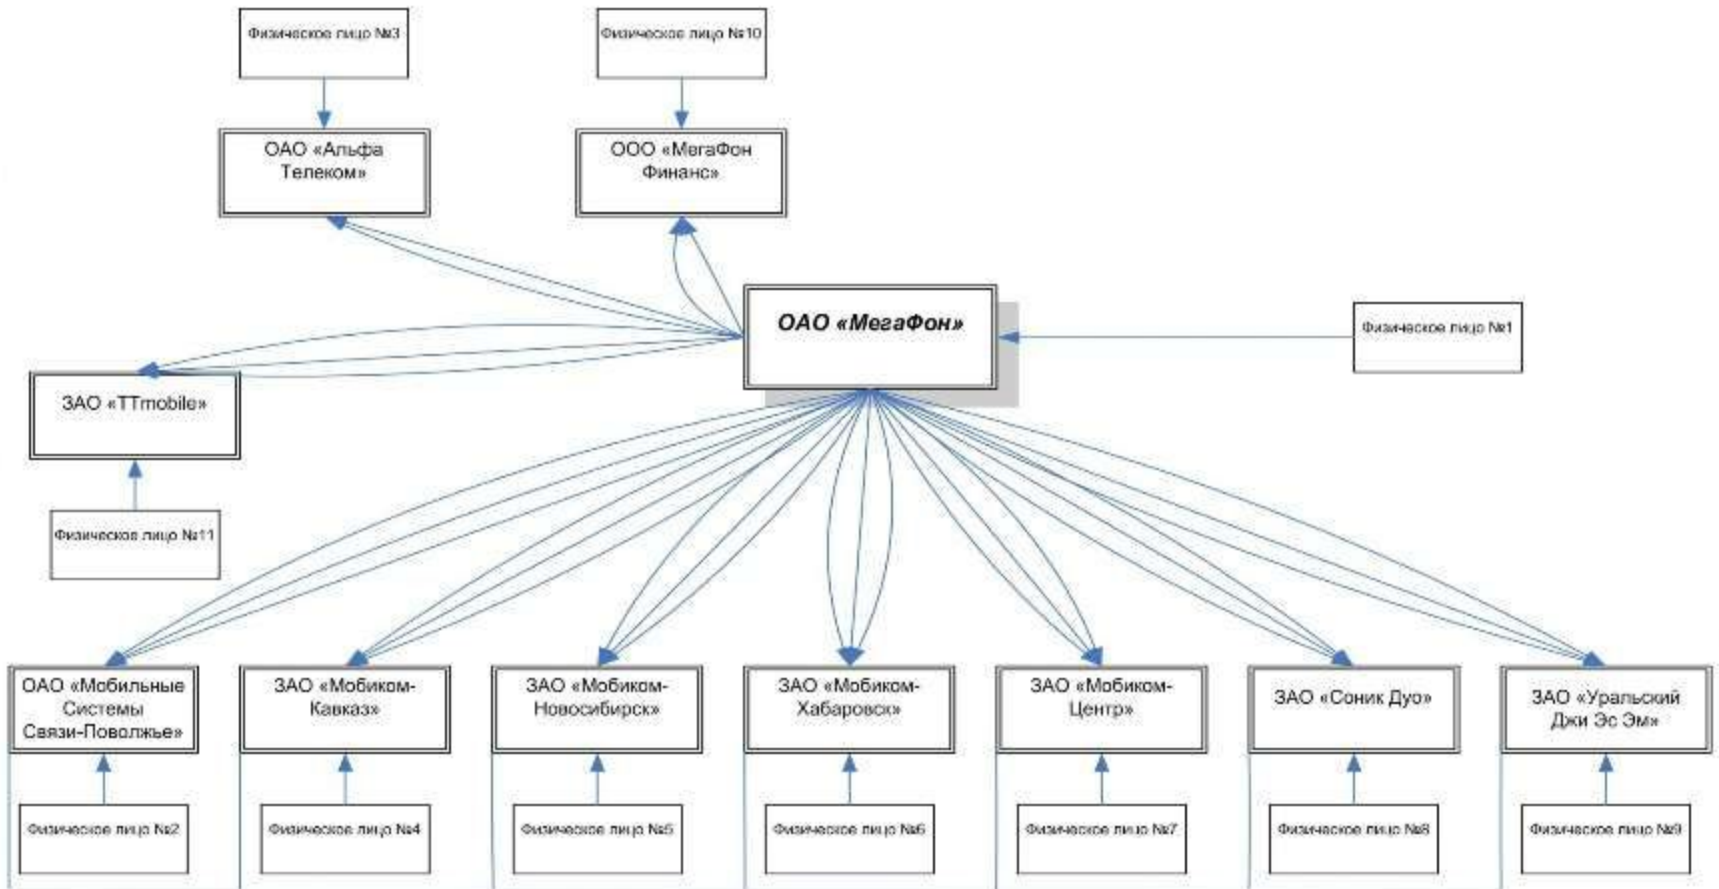 Физическое лицо №3
Физическое лицо №10
ОАО «Альфа
Телеком»
ООО «МегаФон
Финанс»
ОАО «МегаФон»
Физическое лицо №1
ЗАО «TTmobile»
Физическое лицо №11
ОАО «Мобильные
Системы
Связи-Поволжье»
ЗАО «Мобиком-
Кавказ»
ЗАО «Мобиком-
Новосибирск»
ЗАО «Мобиком-
Хабаровск»
ЗАО «Мобиком-
Центр»
ЗАО «Соник Дуо»
ЗАО «Уральский
Джи Эс Эм»
Физическое лицо №2
Физическое лицо №4
Физическое лицо №5
Физическое лицо №6
Физическое лицо №7
Физическое лицо №8
Физическое лицо №9